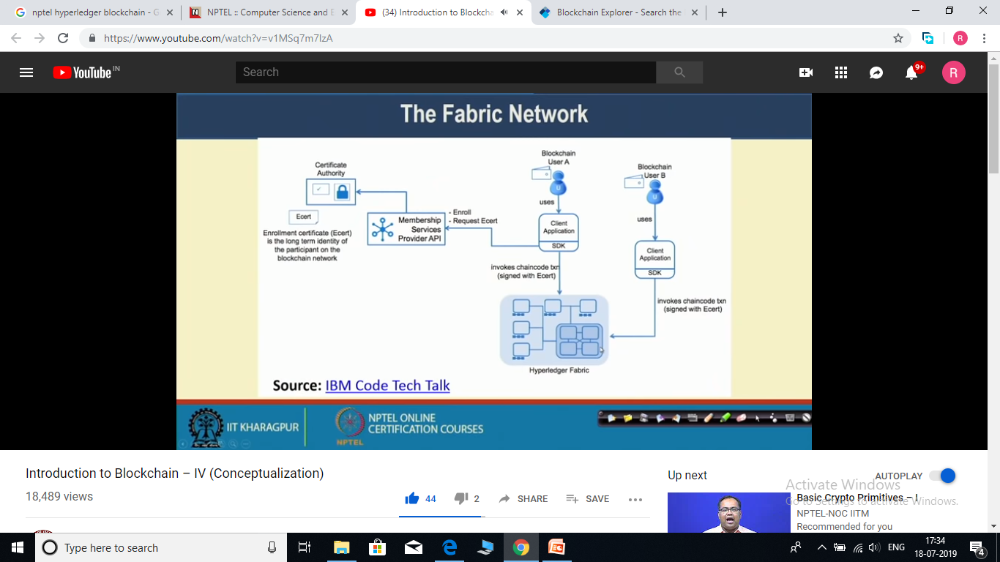 nptel hyperledger blockchain - G
NPTEL :: Computer Science and E
(34) Introduction to Blockcha
Blockchain Explorer - Search the
https://www.youtube.com/watch?v=v1MSq7m7IzA
R
YouTube IN
Search
9+
R
The Fabric Network
Certificate
Authority
Ecert
Enrollment certificate (Ecert)
is the long term identity of
the participant on the
blockchain network
Membership
Services
Provider API
- Enroll
- Request Ecert
Blockchain
User A
U
uses
Client
Application
SDK
invokes chaincode txn
(signed with Ecert)
Blockchain
User B
U
uses
Client
Application
SDK
invokes chaincode txn
(signed with Ecert)
Hyperledger Fabric
Source: IBM Code Tech Talk
IIT KHARAGPUR
NPTEL
NPTEL ONLINE
CERTIFICATION COURSES
Introduction to Blockchain – IV (Conceptualization)
18,489 views
44
2
SHARE
SAVE
Up next
AUTOPLAY
Activate Windows
Go to Settings to activate Windows.
Basic Crypto Primitives – I
NPTEL-NOC IITM
Recommended for you
Type here to search
ENG
17:34
18-07-2019
4